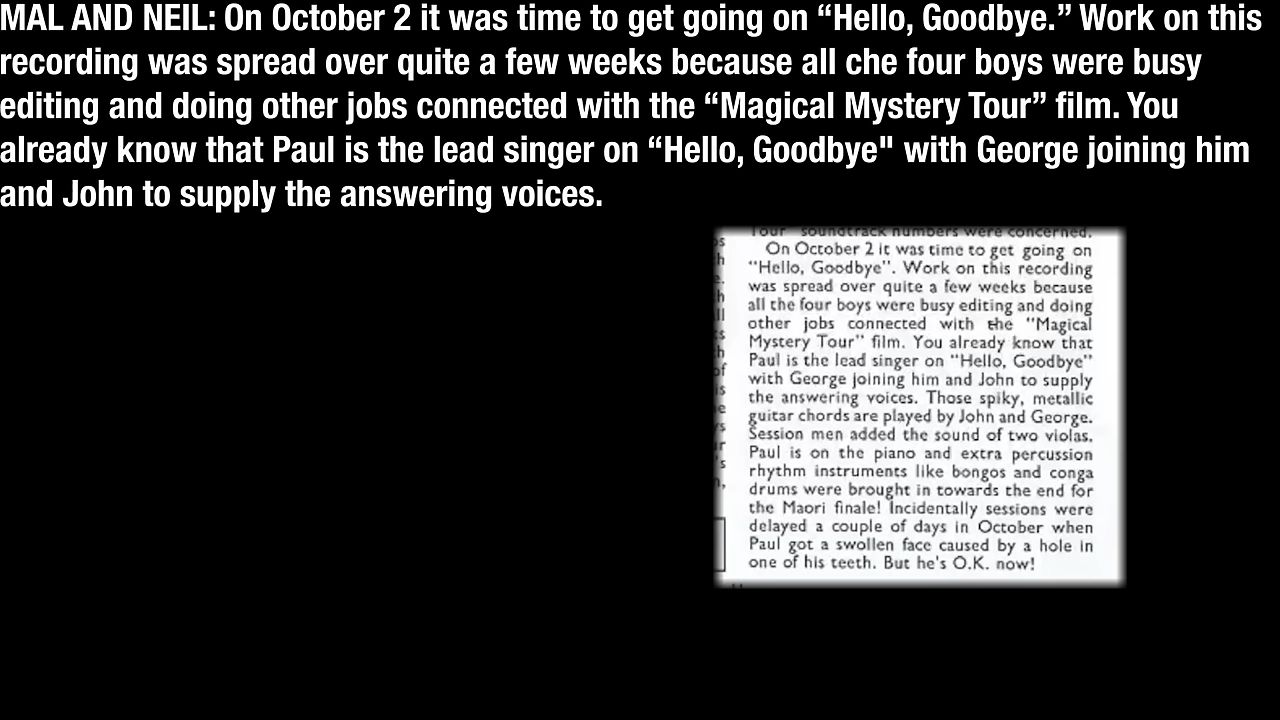 MAL AND NEIL: On October 2 it was time to get going on “Hello, Goodbye.” Work on this
recording was spread over quite a few weeks because all che four boys were busy
editing and doing other jobs connected with the “Magical Mystery Tour” film. You
already know that Paul is the lead singer on “Hello, Goodbye" with George joining him
and John to supply the answering voices.
Tour" soundtrack numbers were concerned.
On October 2 it was time to get going on
"Hello, Goodbye". Work on this recording
was spread over quite a few weeks because
all the four boys were busy editing and doing
other jobs connected with the "Magical
Mystery Tour" film. You already know that
Paul is the lead singer on "Hello, Goodbye"
with George joining him and John to supply
the answering voices. Those spiky, metallic
guitar chords are played by John and George.
Session men added the sound of two violas.
Paul is on the piano and extra percussion
rhythm instruments like bongos and conga
drums were brought in towards the end for
the Maori finale! Incidentally sessions were
delayed a couple of days in October when
Paul got a swollen face caused by a hole in
one of his teeth. But he's O.K. now!